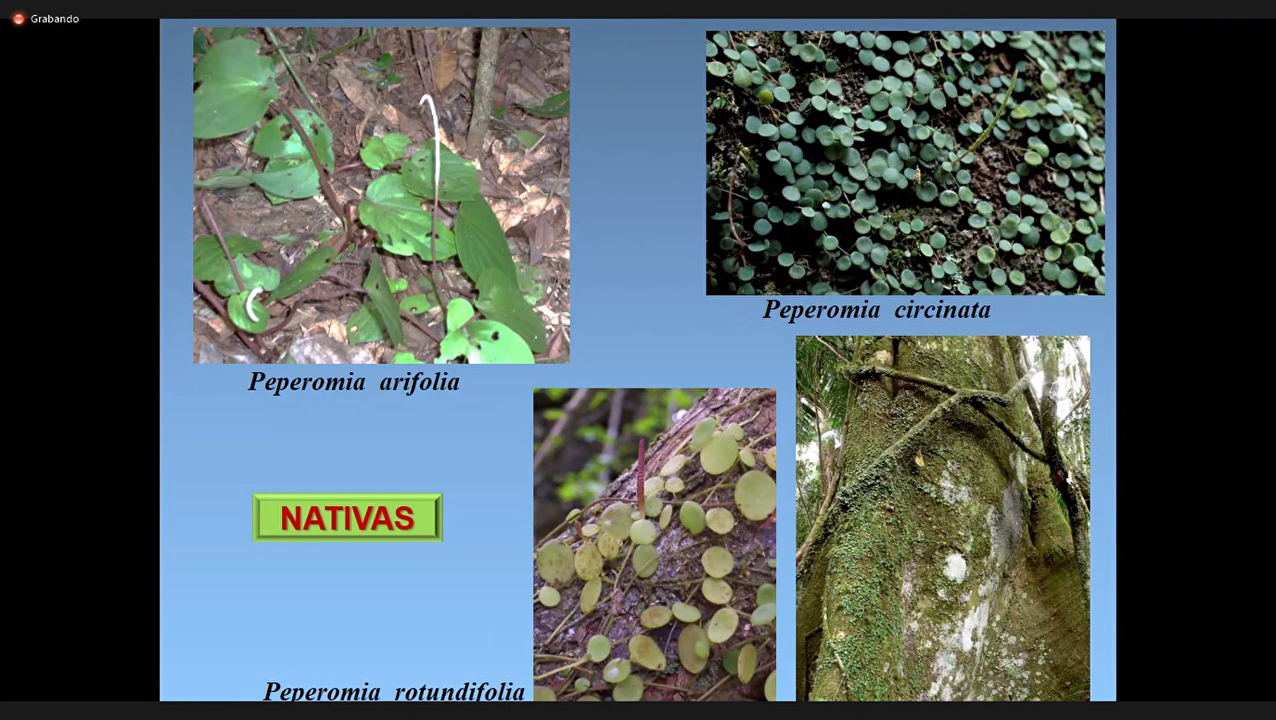 Grabando
Peperomia circinata
Peperomia arifolia
NATIVAS
Peperomia rotundifolia